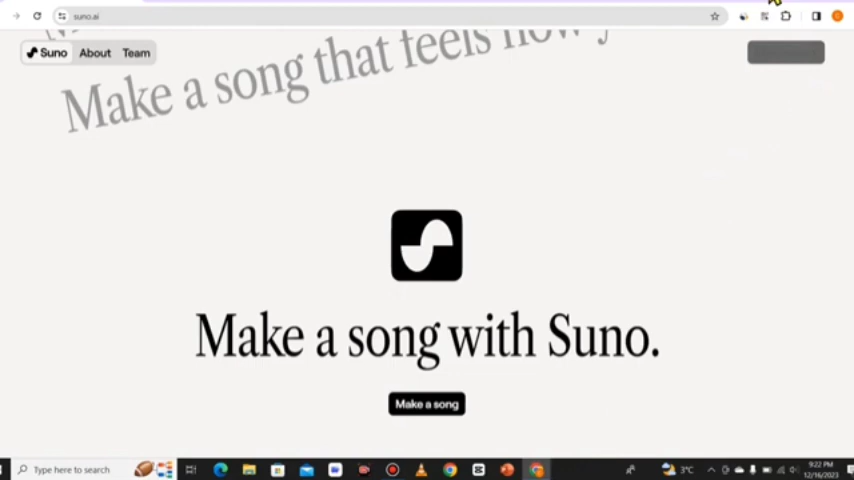 suno.ai
Suno About Team
Make a song that feels how
Make a song with Suno.
Make a song
Type here to search
3°C
9:22 PM
12/16/2023